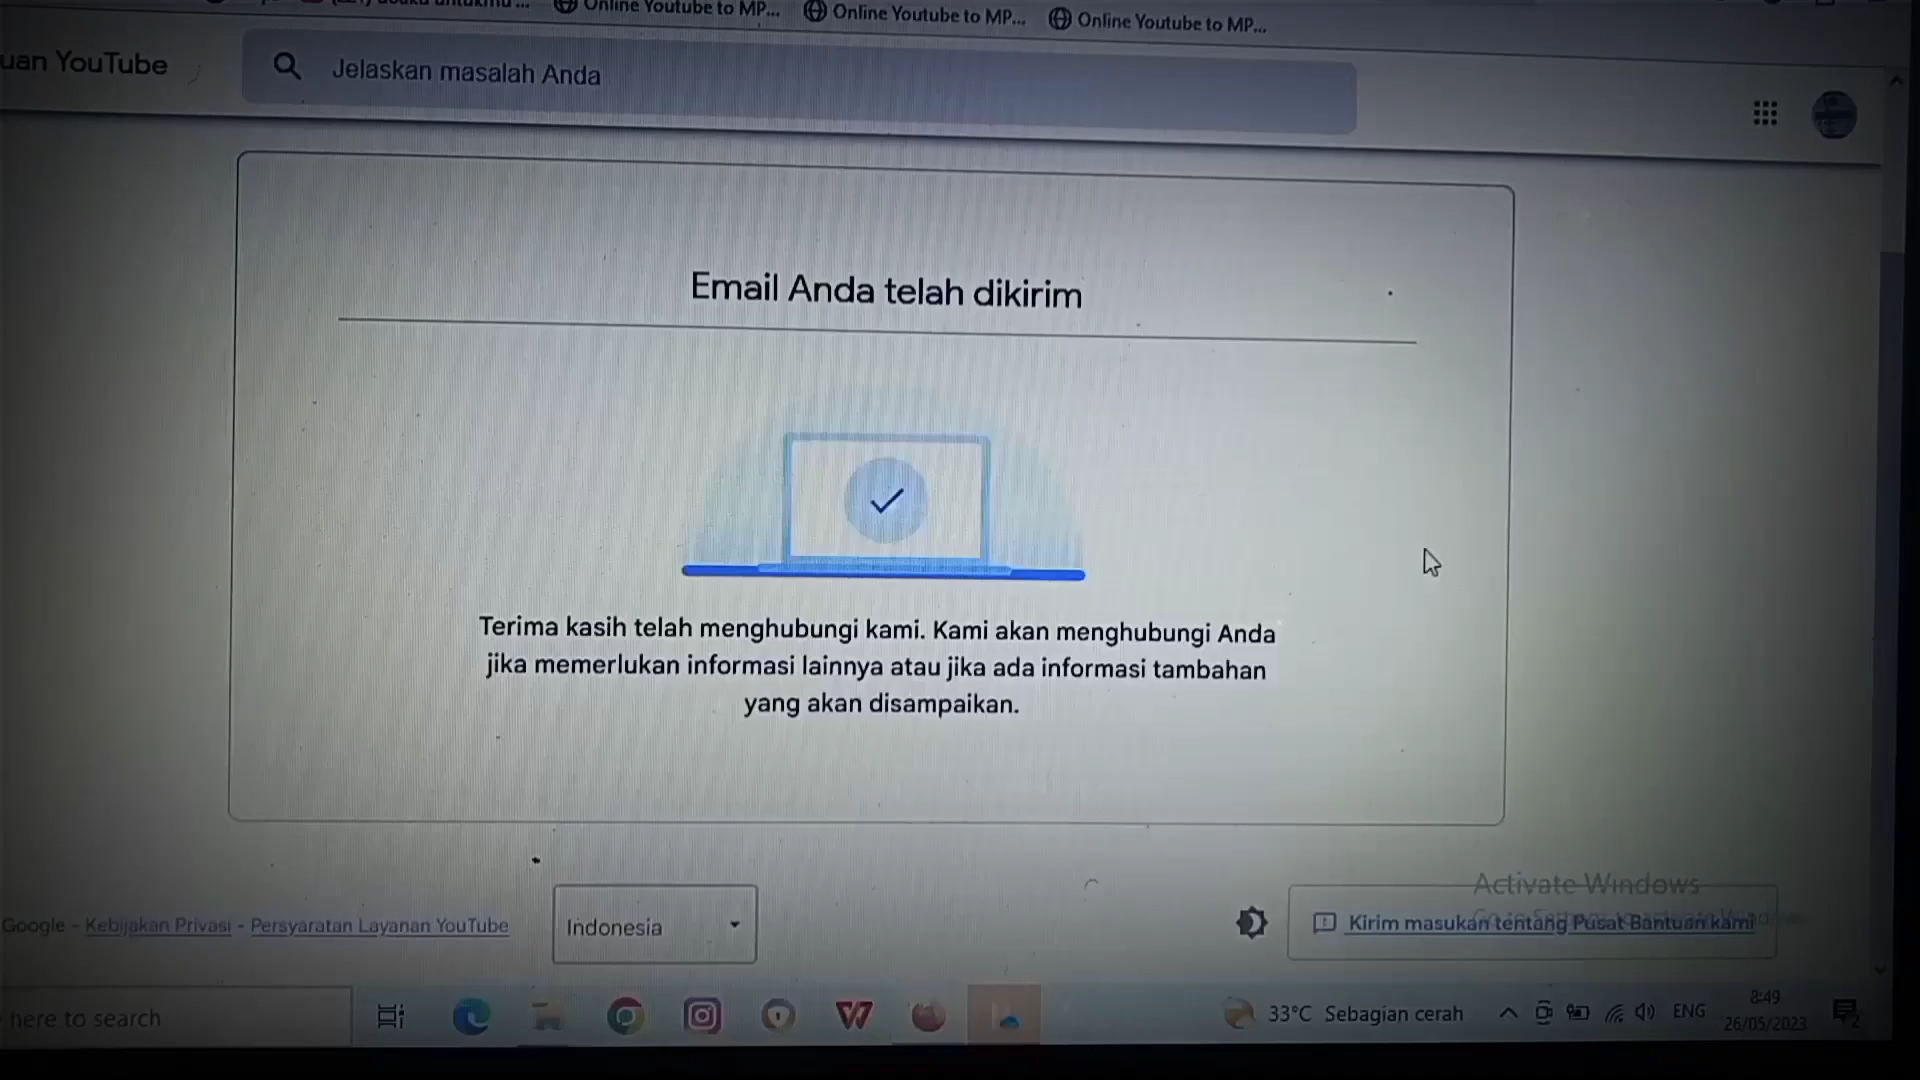 Online Youtube to MP...
Online Youtube to MP...
Online Youtube to MP...
uan YouTube
Jelaskan masalah Anda
Email Anda telah dikirim
Terima kasih telah menghubungi kami. Kami akan menghubungi Anda
jika memerlukan informasi lainnya atau jika ada informasi tambahan
yang akan disampaikan.
Activate Windows
Google - Kebijakan Privasi - Persyaratan Layanan YouTube
Indonesia
Kirim masukan tentang Pusat Bantuan kami
here to search
33°C Sebagian cerah
ENG
8:49
26/05/2023